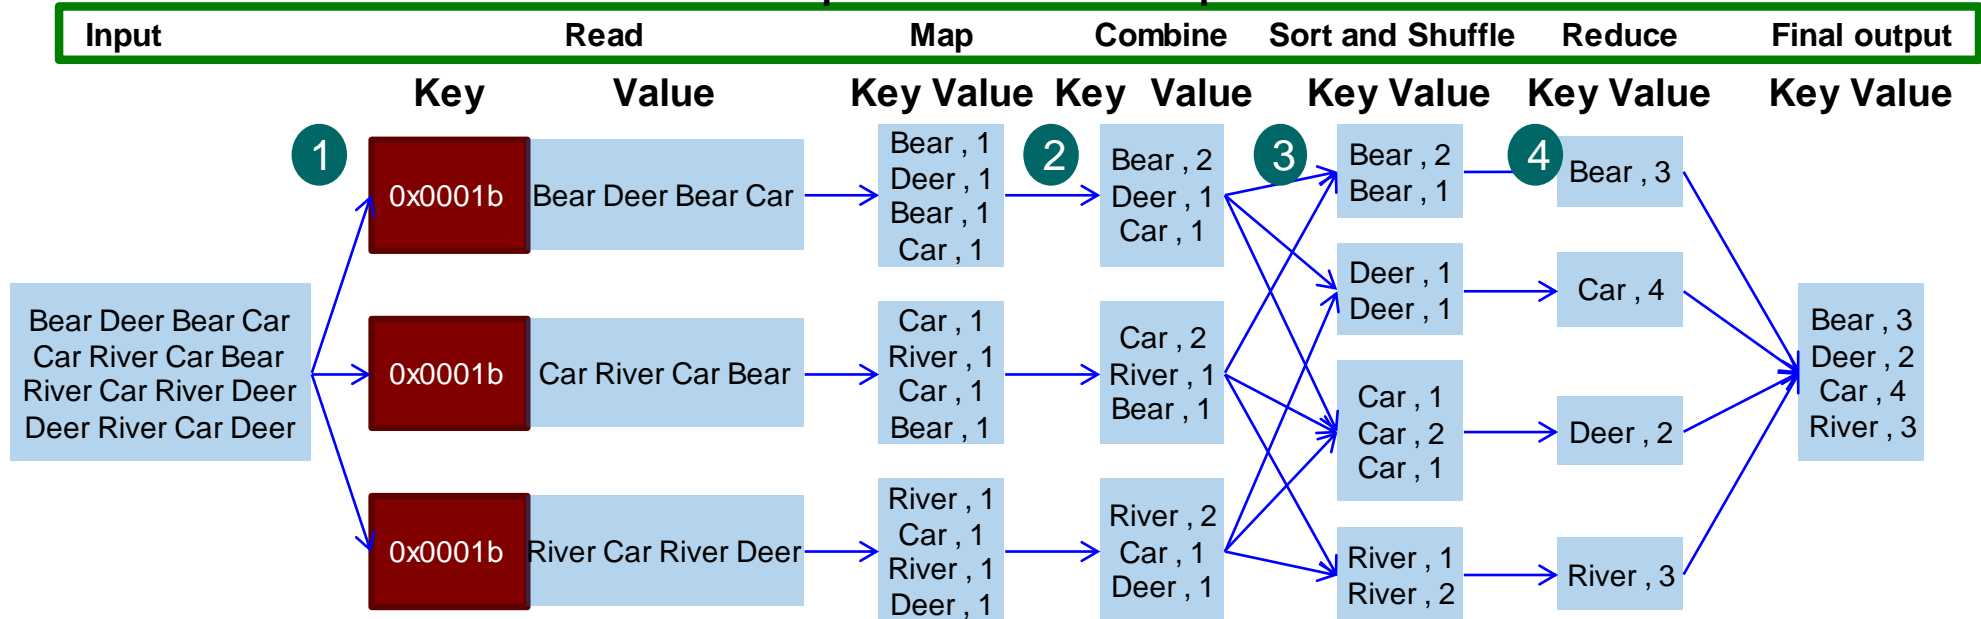 Input Read Map Combine Sort and Shuffle Reduce Final output
Key Value Key Value Key Value Key Value Key Value Key Value
Bear Deer Bear Car
Car River Car Bear
River Car River Deer
Deer River Car Deer
1
0x0001b
Bear Deer Bear Car
0x0001b
Car River Car Bear
0x0001b
River Car River Deer
Bear , 1
Deer , 1
Bear , 1
Car , 1
Car , 1
River , 1
Car , 1
Bear , 1
River , 1
Car , 1
River , 1
Deer , 1
2
Bear , 2
Deer , 1
Car , 1
Car , 2
River , 1
Bear , 1
River , 2
Car , 1
Deer , 1
3
Bear , 2
Bear , 1
Deer , 1
Deer , 1
Car , 1
Car , 2
Car , 1
River , 1
River , 2
4
Bear , 3
Car , 4
Deer , 2
River , 3
Bear , 3
Deer , 2
Car , 4
River , 3